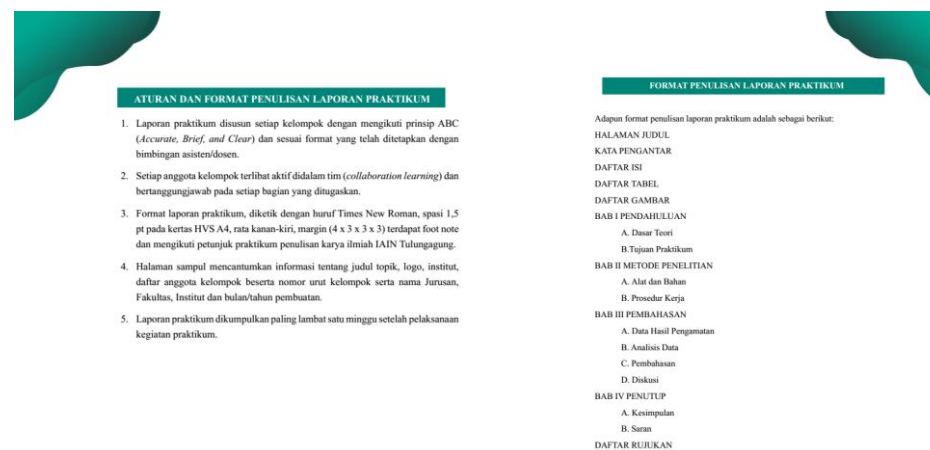 ATURAN DAN FORMAT PENULISAN LAPORAN PRAKTIKUM
1. Laporan praktikum disusun setiap kelompok dengan mengikuti prinsip ABC
(Accurate, Brief, and Clear) dan sesuai format yang telah ditetapkan dengan
bimbingan asisten/dosen.
2. Setiap anggota kelompok terlibat aktif didalam tim (collaboration learning) dan
bertanggungjawab pada setiap bagian yang ditugaskan.
3. Format laporan praktikum, diketik dengan huruf Times New Roman, spasi 1,5
pt pada kertas HVS A4, rata kanan-kiri, margin (4 x 3 x 3 x 3) terdapat foot note
dan mengikuti petunjuk praktikum penulisan karya ilmiah IAIN Tulungagung.
4. Halaman sampul mencantumkan informasi tentang judul topik, logo, institut,
daftar anggota kelompok beserta nomor urut kelompok serta nama Jurusan,
Fakultas, Institut dan bulan/tahun pembuatan.
5. Laporan praktikum dikumpulkan paling lambat satu minggu setelah pelaksanaan
kegiatan praktikum.
FORMAT PENULISAN LAPORAN PRAKTIKUM
Adapun format penulisan laporan praktikum adalah sebagai berikut:
HALAMAN JUDUL
KATA PENGANTAR
DAFTAR ISI
DAFTAR TABEL
DAFTAR GAMBAR
BAB I PENDAHULUAN
A. Dasar Teori
B.Tujuan Praktikum
BAB II METODE PENELITIAN
A. Alat dan Bahan
B. Prosedur Kerja
BAB III PEMBAHASAN
A. Data Hasil Pengamatan
B. Analisis Data
C. Pembahasan
D. Diskusi
BAB IV PENUTUP
A. Kesimpulan
B. Saran
DAFTAR RUJUKAN